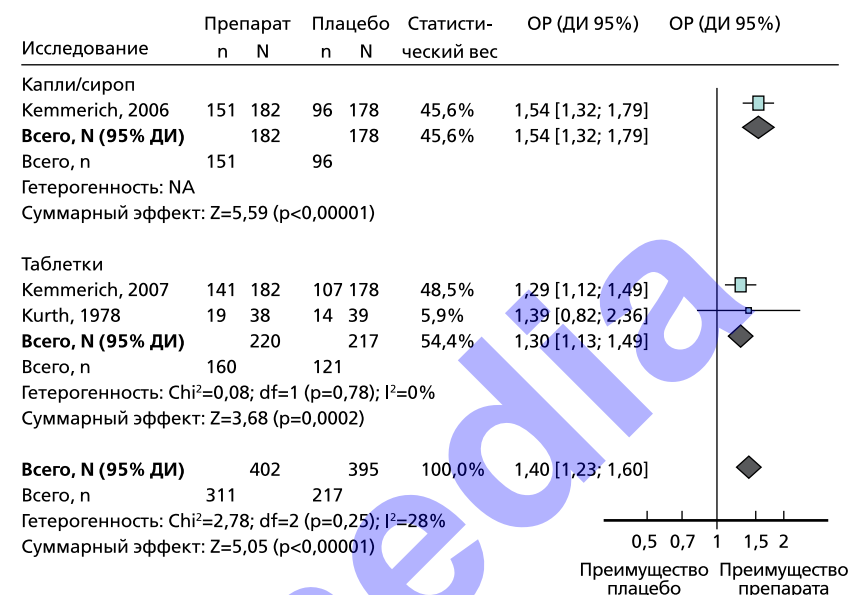 Препарат Плацебо Статисти- ОР (ДИ 95%) ОР (ДИ 95%)
Исследование n N n N ческий вес
Капли/сироп
Kemmerich, 2006 151 182 96 178 45,6% 1,54 [1,32; 1,79]
Всего, N (95% ДИ) 182 178 45,6% 1,54 [1,32; 1,79]
Всего, n 151 96
Гетерогенность: NA
Суммарный эффект: Z=5,59 (p<0,00001)
Таблетки
Kemmerich, 2007 141 182 107 178 48,5% 1,29 [1,12; 1,49]
Kurth, 1978 19 38 14 39 5,9% 1,39 [0,82; 2,36]
Всего, N (95% ДИ) 220 217 54,4% 1,30 [1,13; 1,49]
Всего, n 160 121
Гетерогенность: Chi²=0,08; df=1 (p=0,78); I²=0%
Суммарный эффект: Z=3,68 (p=0,0002)
Всего, N (95% ДИ) 402 395 100,0% 1,40 [1,23; 1,60]
Всего, n 311 217
Гетерогенность: Chi²=2,78; df=2 (p=0,25); I²=28%
Суммарный эффект: Z=5,05 (p<0,00001)
0,5 0,7 1 1,5 2
Преимущество Преимущество
плацебо препарата
media